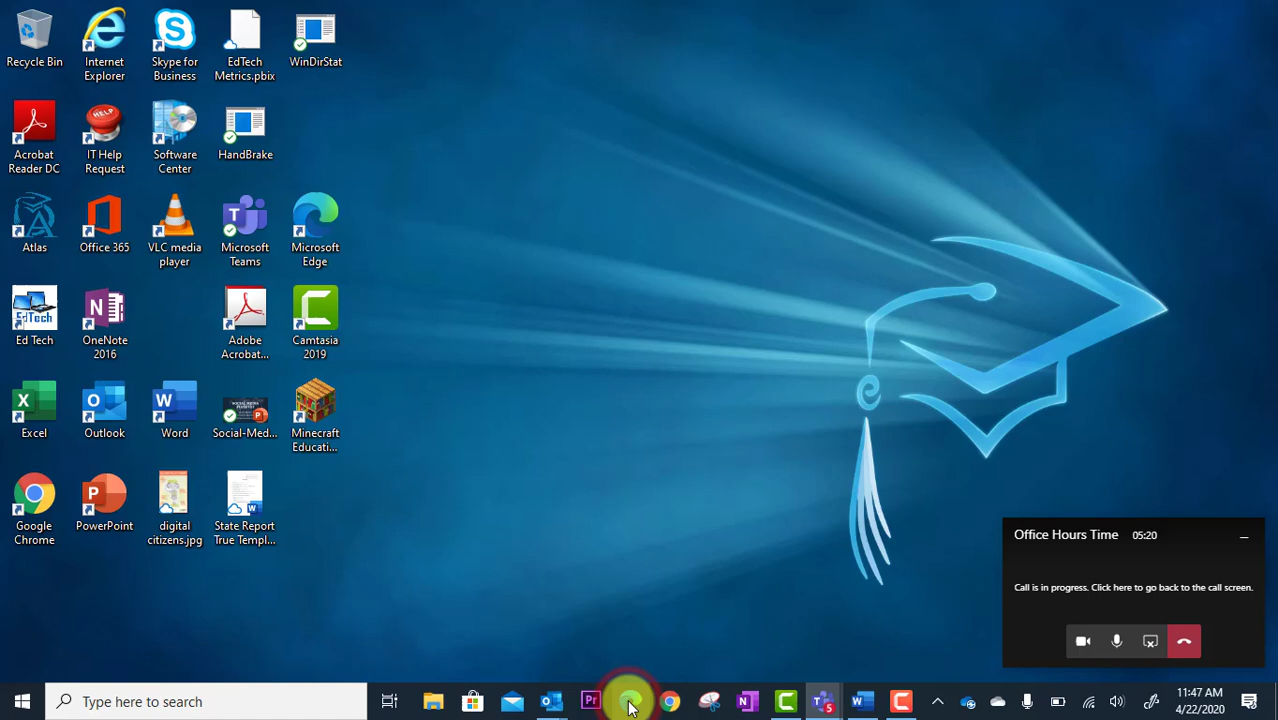 Recycle Bin
Internet
Explorer
Skype for
Business
EdTech
Metrics.pbix
WinDirStat
Acrobat
Reader DC
HELP
IT Help
Request
Software
Center
HandBrake
Atlas
Office 365
VLC media
player
Microsoft
Teams
Microsoft
Edge
EdTech
Ed Tech
OneNote
2016
Adobe
Acrobat...
Camtasia
2019
Excel
Outlook
Word
Social-Med...
Minecraft
Educati...
Google
Chrome
PowerPoint
digital
citizens.jpg
State Report
True Templ...
Office Hours Time 05:20
Call is in progress. Click here to go back to the call screen.
Type here to search
Pr
5
11:47 AM
4/22/2020